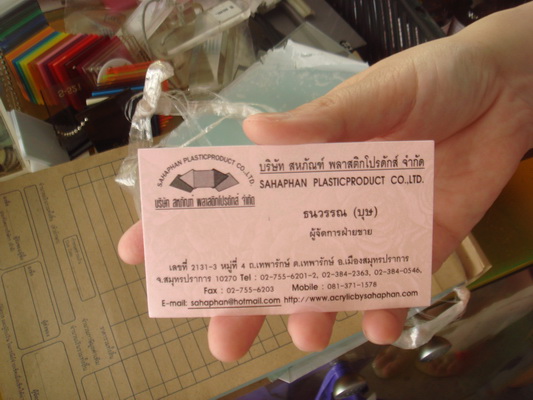 SAHAPHAN PLASTICPRODUCT CO.,LTD.
บริษัท สหภัณฑ์ พลาสติกโปรดักส์ จำกัด
บริษัท สหภัณฑ์ พลาสติกโปรดักส์ จำกัด
SAHAPHAN PLASTICPRODUCT CO.,LTD.
ธนวรรณ (บุษ)
ผู้จัดการฝ่ายขาย
เลขที่ 2131-3 หมู่ที่ 4 ถ.เทพารักษ์ ต.เทพารักษ์ อ.เมืองสมุทรปราการ
จ.สมุทรปราการ 10270 Tel : 02-755-6201-2, 02-384-2363, 02-384-0546,
Fax : 02-755-6203 Mobile : 081-371-1578
E-mail: sahaphan@hotmail.com http://www.acrylicbysahaphan.com